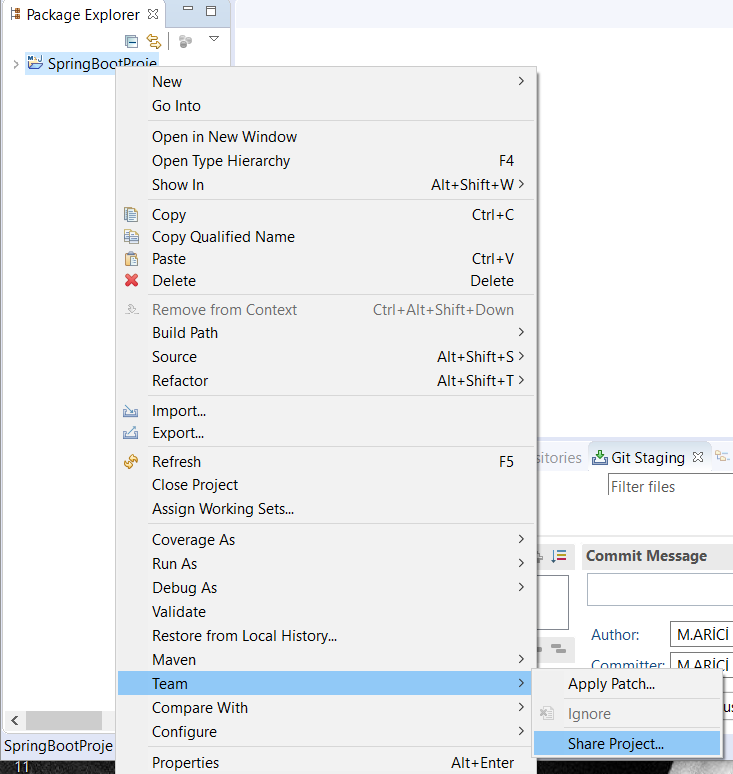 Package Explorer
SpringBootProje
New
Go Into
Open in New Window
Open Type Hierarchy F4
Show In Alt+Shift+W
Copy Ctrl+C
Copy Qualified Name
Paste Ctrl+V
Delete Delete
Remove from Context Ctrl+Alt+Shift+Down
Build Path
Source Alt+Shift+S
Refactor Alt+Shift+T
Import...
Export...
Refresh F5
Close Project
Assign Working Sets...
Coverage As
Run As
Debug As
Validate
Restore from Local History...
Maven
Team
Compare With
Configure
Properties Alt+Enter
Apply Patch...
Ignore
Share Project...
sitories Git Staging
Filter files
Commit Message
Author: M.ARİCİ
Committer: M.ARİCİ
SpringBootProje
11